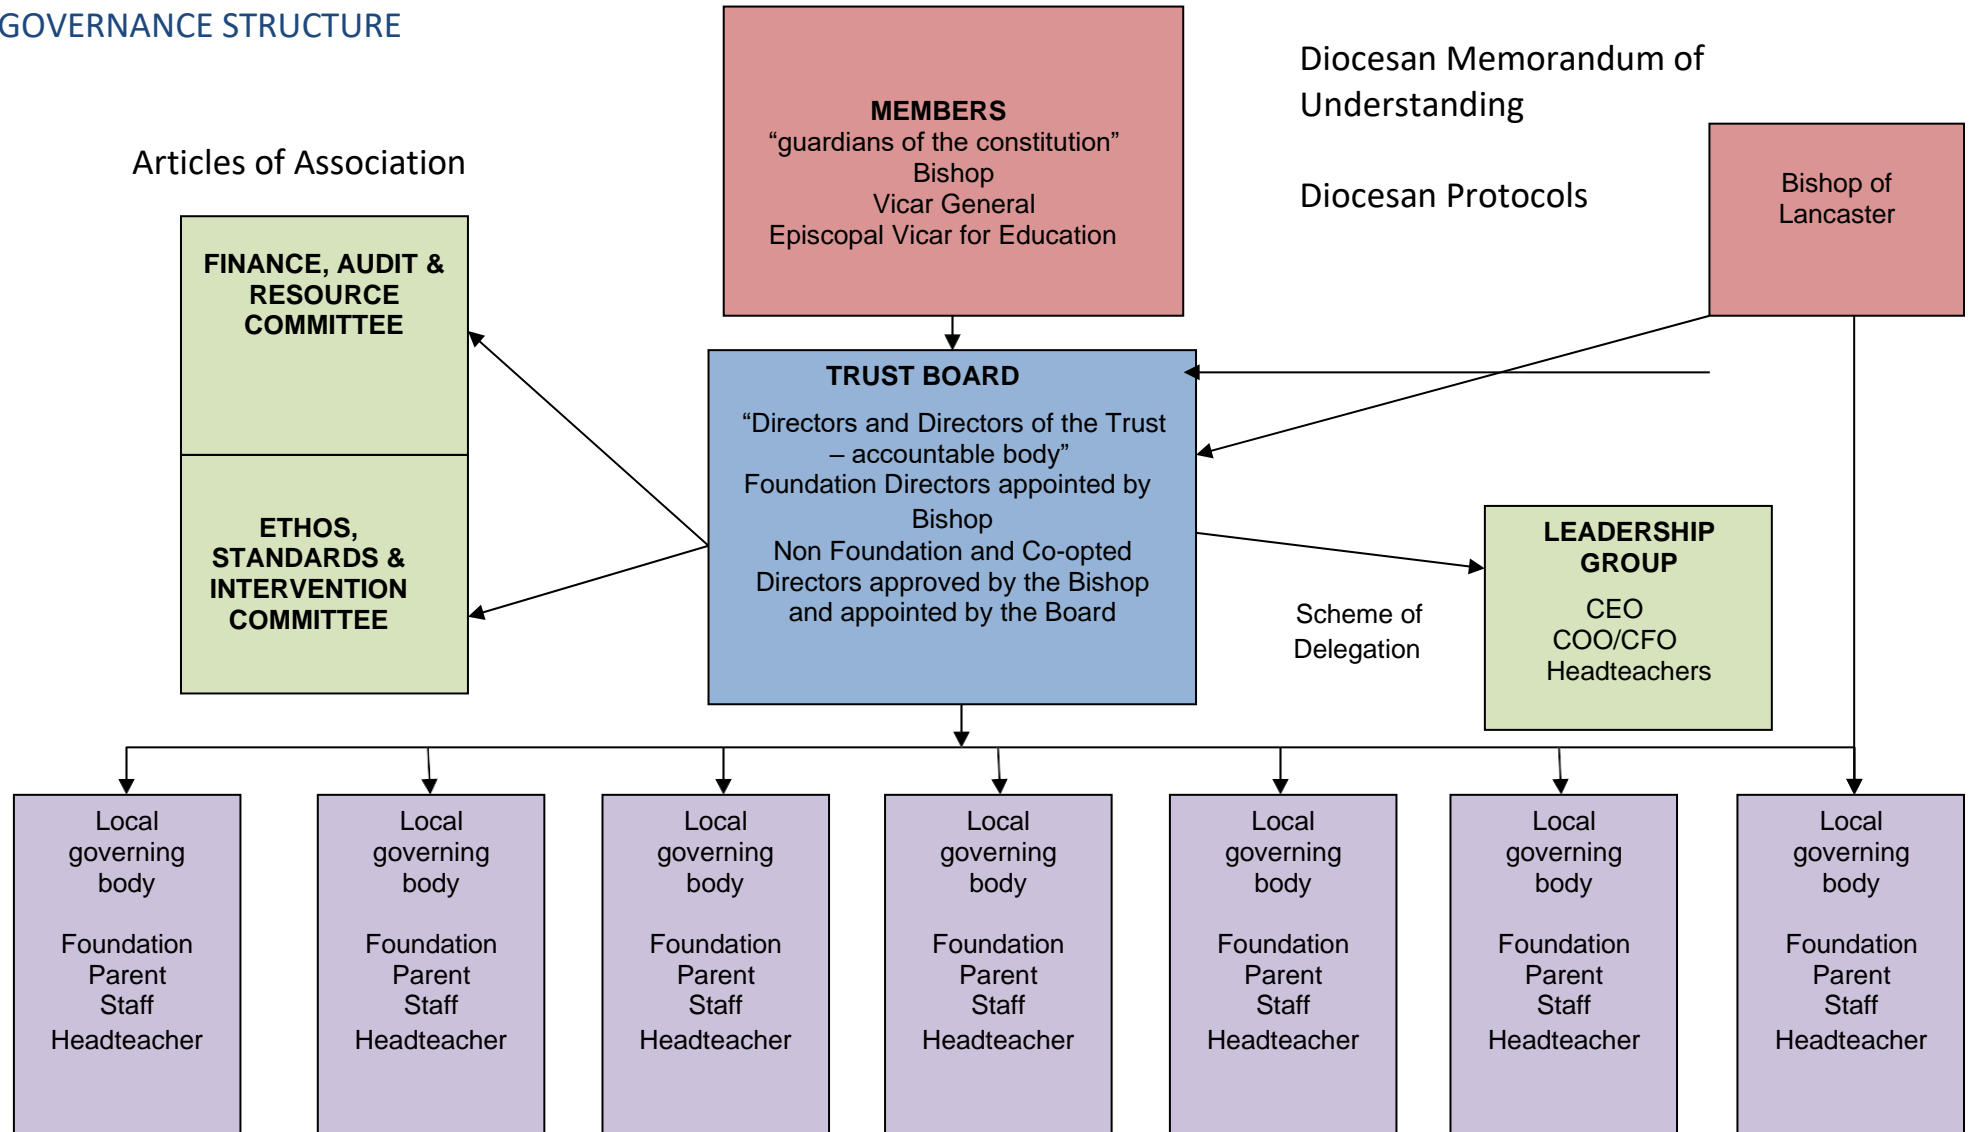 GOVERNANCE STRUCTURE
MEMBERS
“guardians of the constitution”
Bishop
Vicar General
Episcopal Vicar for Education
Diocesan Memorandum of
Understanding
Diocesan Protocols
Bishop of
Lancaster
Articles of Association
FINANCE, AUDIT &
RESOURCE
COMMITTEE
ETHOS,
STANDARDS &
INTERVENTION
COMMITTEE
TRUST BOARD
“Directors and Directors of the Trust
– accountable body”
Foundation Directors appointed by
Bishop
Non Foundation and Co-opted
Directors approved by the Bishop
and appointed by the Board
Scheme of
Delegation
LEADERSHIP
GROUP
CEO
COO/CFO
Headteachers
Local
governing
body
Foundation
Parent
Staff
Headteacher
Local
governing
body
Foundation
Parent
Staff
Headteacher
Local
governing
body
Foundation
Parent
Staff
Headteacher
Local
governing
body
Foundation
Parent
Staff
Headteacher
Local
governing
body
Foundation
Parent
Staff
Headteacher
Local
governing
body
Foundation
Parent
Staff
Headteacher
Local
governing
body
Foundation
Parent
Staff
Headteacher